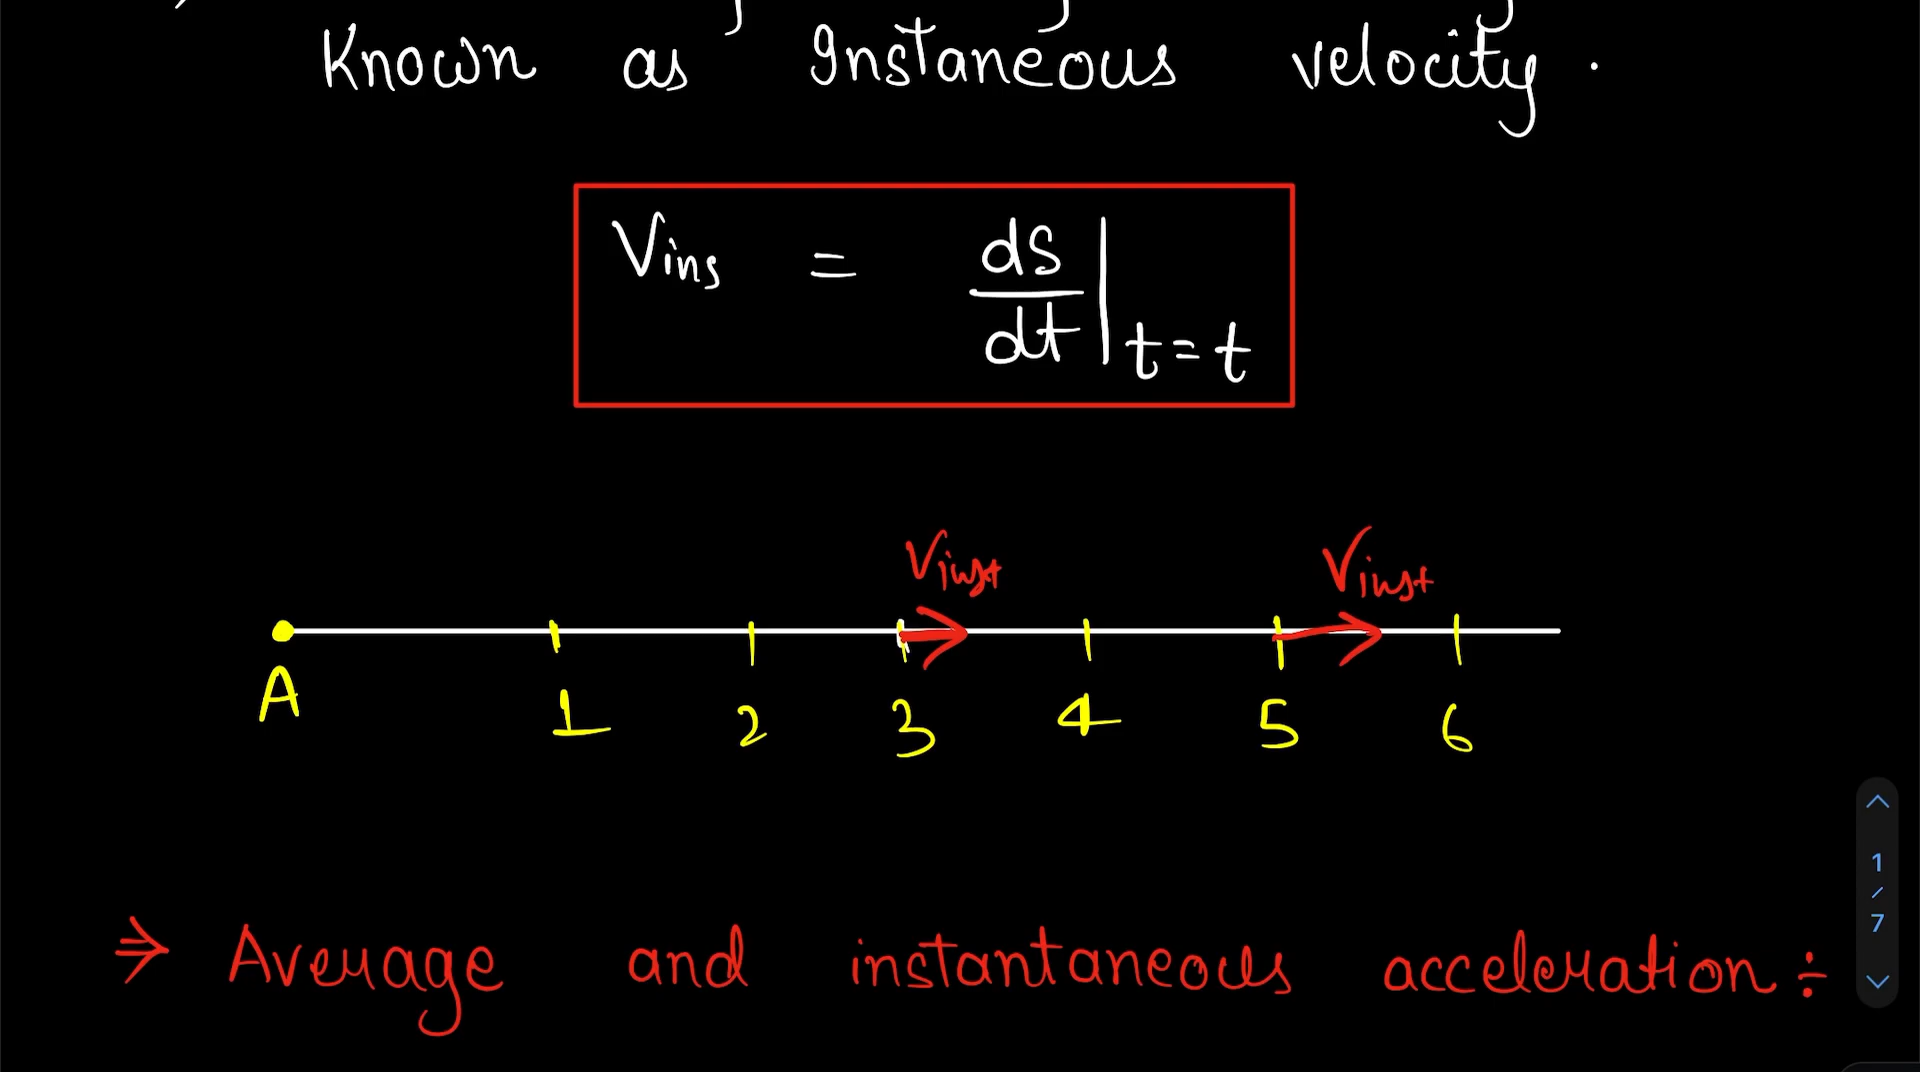 Known as Instaneous velocity.
Vins = ds/dt | t=t
Vinst Vinst
A 1 2 3 4 5 6
1
/
7
⇒ Average and instantaneous acceleration ÷